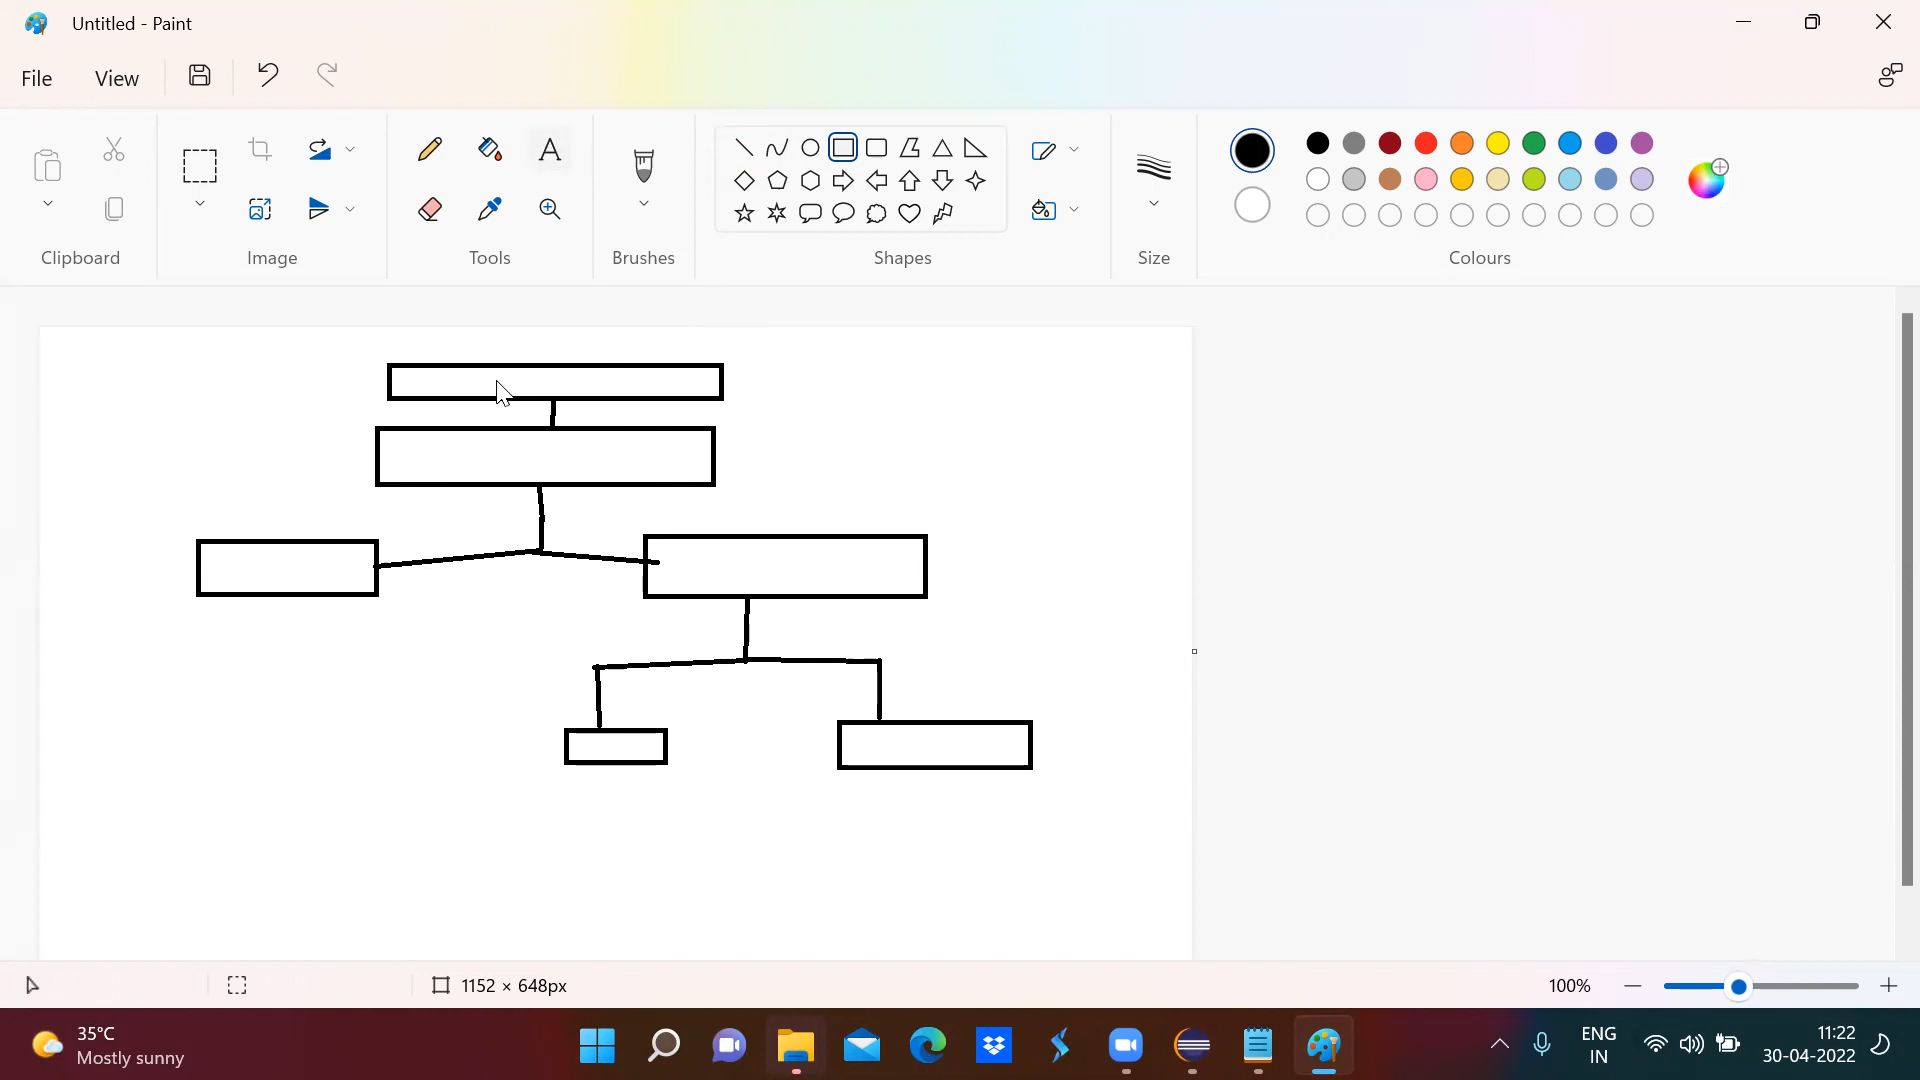 Untitled - Paint
File View
Clipboard Image Tools Brushes Shapes Size Colours
1152 × 648px
100%
35°C
Mostly sunny
ENG
IN
11:22
30-04-2022